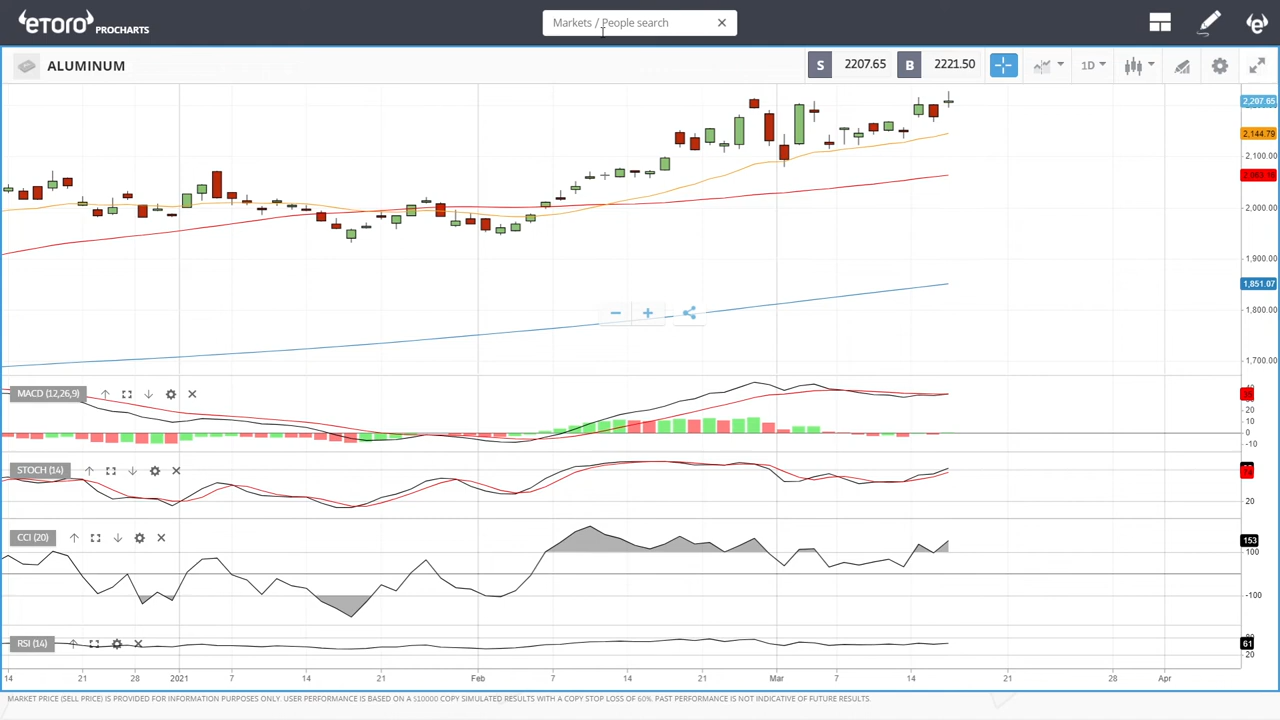 eToro PROCHARTS
Markets / People search
ALUMINUM
S 2207.65 B 2221.50 1D
2,207.65
2,144.79
2,100.00
2,000.00
1,900.00
1,851.07
1,800.00
1,700.00
MACD (12,26,9)
20
10
0
-10
STOCH (14)
20
CCI (20)
153
100
-100
RSI (14)
61
20
14 21 28 2021 7 14 21 Feb 7 14 21 Mar 7 14 21 28 Apr
MARKET PRICE (SELL PRICE) IS PROVIDED FOR INFORMATION PURPOSES ONLY. USER PERFORMANCE IS BASED ON A $10000 COPY SIMULATED RESULTS WITH A COPY STOP LOSS OF 60%. PAST PERFORMANCE IS NOT INDICATIVE OF FUTURE RESULTS.